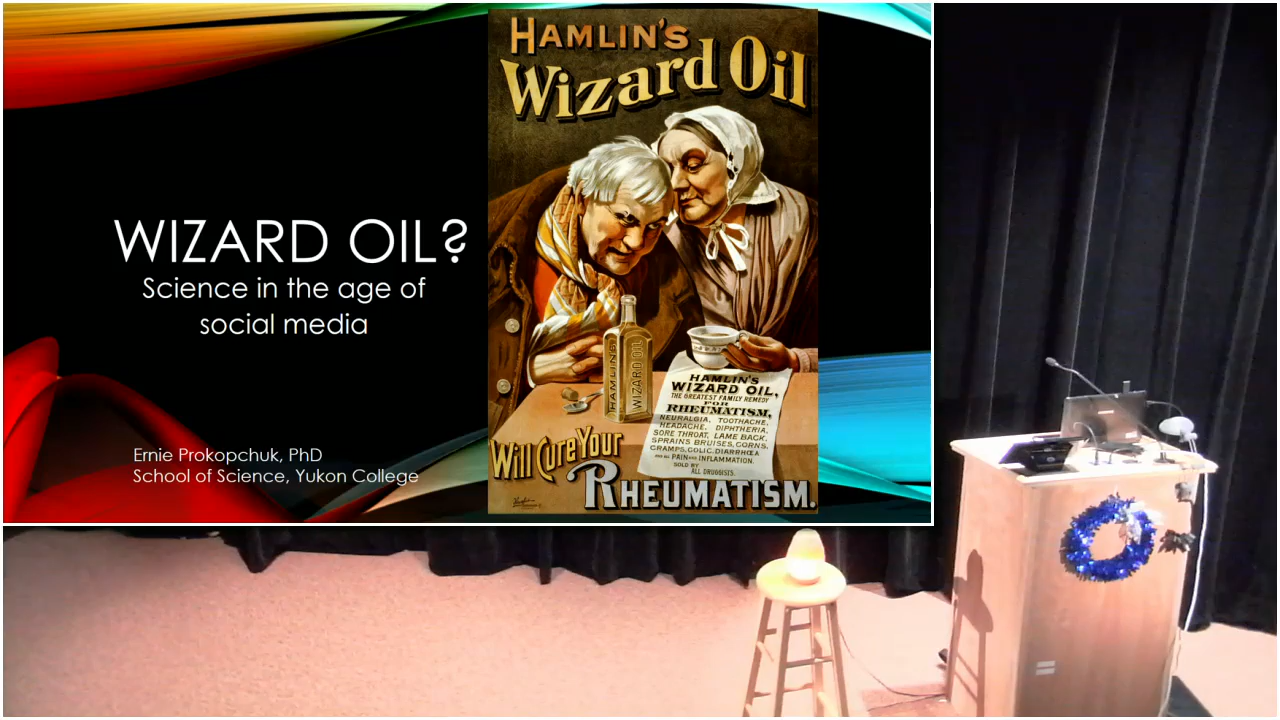 HAMLIN'S
Wizard Oil
WIZARD OIL?
Science in the age of
social media
HAMLIN'S
WIZARD OIL
HAMLIN'S
WIZARD OIL,
THE GREATEST FAMILY REMEDY
FOR
RHEUMATISM,
NEURALGIA, TOOTHACHE,
HEADACHE, DIPHTHERIA,
SORE THROAT, LAME BACK,
SPRAINS BRUISES, CORNS,
CRAMPS, COLIC, DIARRHŒA
AND ALL PAIN AND INFLAMMATION.
SOLD BY
ALL DRUGGISTS.
Will Cure Your
RHEUMATISM.
Ernie Prokopchuk, PhD
School of Science, Yukon College